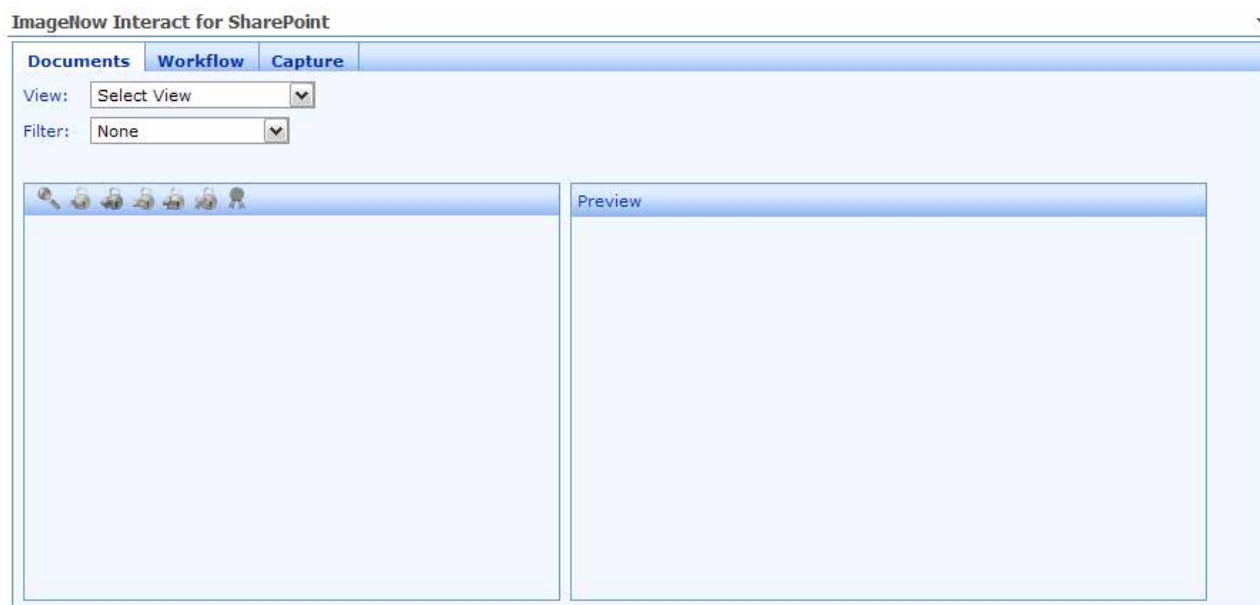 ImageNow Interact for SharePoint
Documents Workflow Capture
View: Select View
Filter: None
Preview